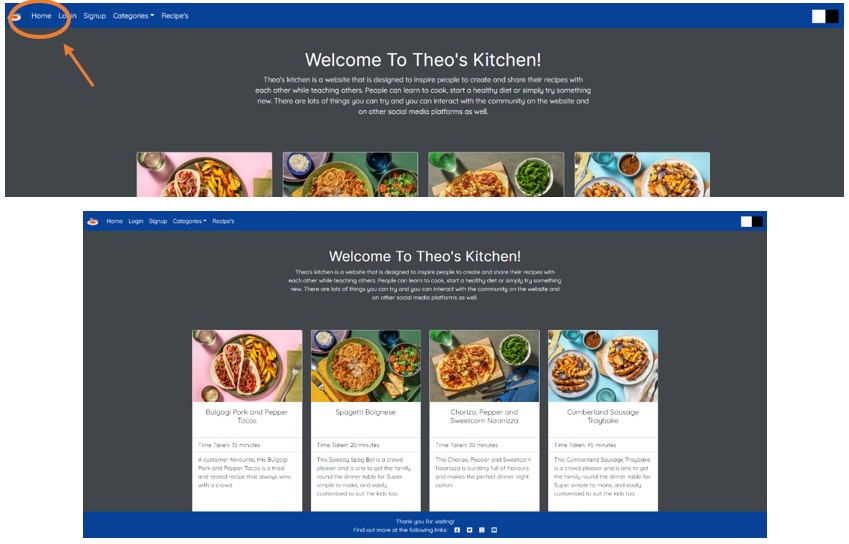 Home Login Signup Categories Recipe's
Welcome To Theo's Kitchen!
Theo's kitchen is a website that is designed to inspire people to create and share their recipes with
each other while teaching others. People can learn to cook, start a healthy diet or simply try something
new. There are lots of things you can try and you can interact with the community on the website and
on other social media platforms as well.
Home Login Signup Categories Recipe's
Welcome To Theo's Kitchen!
Theo's kitchen is a website that is designed to inspire people to create and share their recipes with
each other while teaching others. People can learn to cook, start a healthy diet or simply try something
new. There are lots of things you can try and you can interact with the community on the website and
on other social media platforms as well.
Bulgogi Pork and Pepper
Tacos
Time Taken: 35 minutes
A customer favourite, this Bulgogi
Pork and Pepper Tacos is a tried-
and-tested recipe that always wins
with a crowd.
Spagetti Bolgnese
Time Taken: 20 minutes
This Speedy Spag Bol is a crowd
pleaser and is one to get the family
round the dinner table for. Super
simple to make, and easily
customised to suit the kids too.
Chorizo, Pepper and
Sweetcorn Naanizza
Time Taken: 30 minutes
This Chorizo, Pepper and Sweetcorn
Naanizza is bursting full of flavours
and makes the perfect dinner night
option.
Cumberland Sausage
Traybake
Time Taken: 45 minutes
This Cumberland Sausage Traybake
is a crowd pleaser and is one to get
the family round the dinner table for.
Super simple to make, and easily
customised to suit the kids too.
Thank you for visiting!
Find out more at the following links: